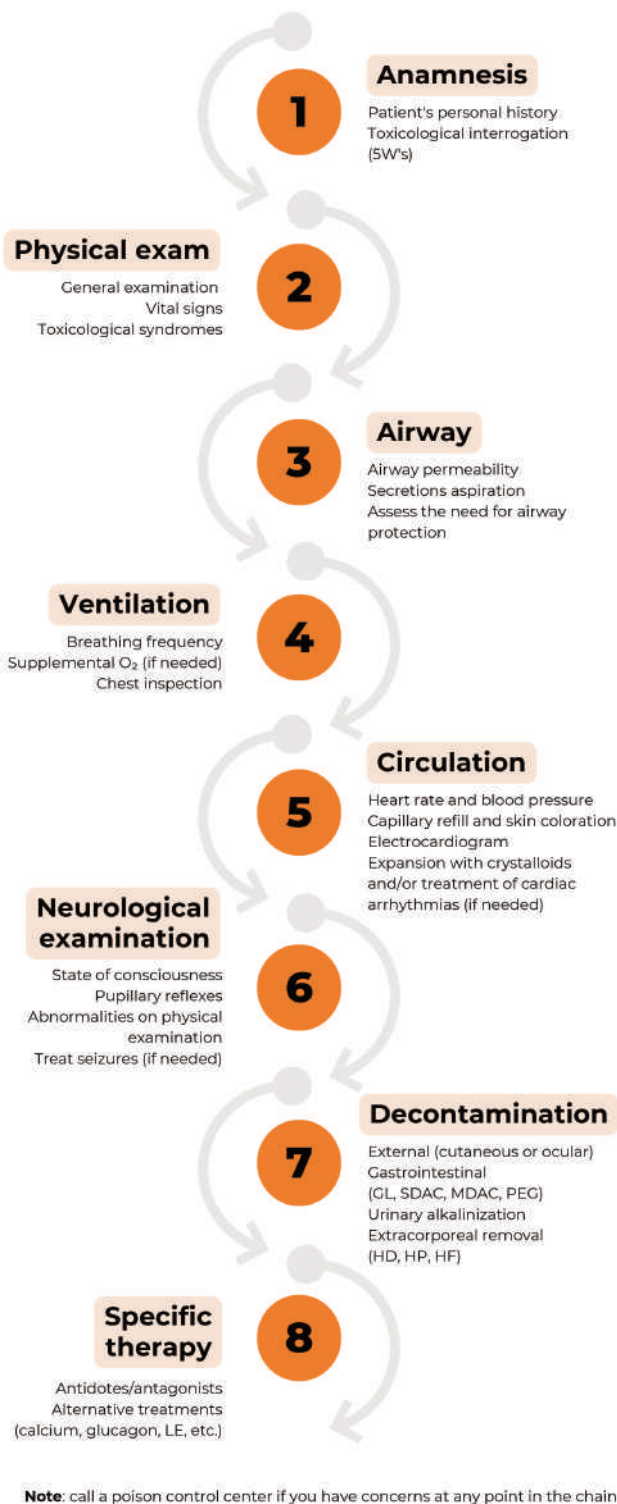 1
Anamnesis
Patient's personal history
Toxicological interrogation
(5W's)
Physical exam
General examination
Vital signs
Toxicological syndromes
2
3
Airway
Airway permeability
Secretions aspiration
Assess the need for airway
protection
Ventilation
Breathing frequency
Supplemental O₂ (if needed)
Chest inspection
4
5
Circulation
Heart rate and blood pressure
Capillary refill and skin coloration
Electrocardiogram
Expansion with crystalloids
and/or treatment of cardiac
arrhythmias (if needed)
Neurological
examination
State of consciousness
Pupillary reflexes
Abnormalities on physical
examination
Treat seizures (if needed)
6
7
Decontamination
External (cutaneous or ocular)
Gastrointestinal
(GL, SDAC, MDAC, PEG)
Urinary alkalinization
Extracorporeal removal
(HD, HP, HF)
Specific
therapy
Antidotes/antagonists
Alternative treatments
(calcium, glucagon, LE, etc.)
8
Note: call a poison control center if you have concerns at any point in the chain